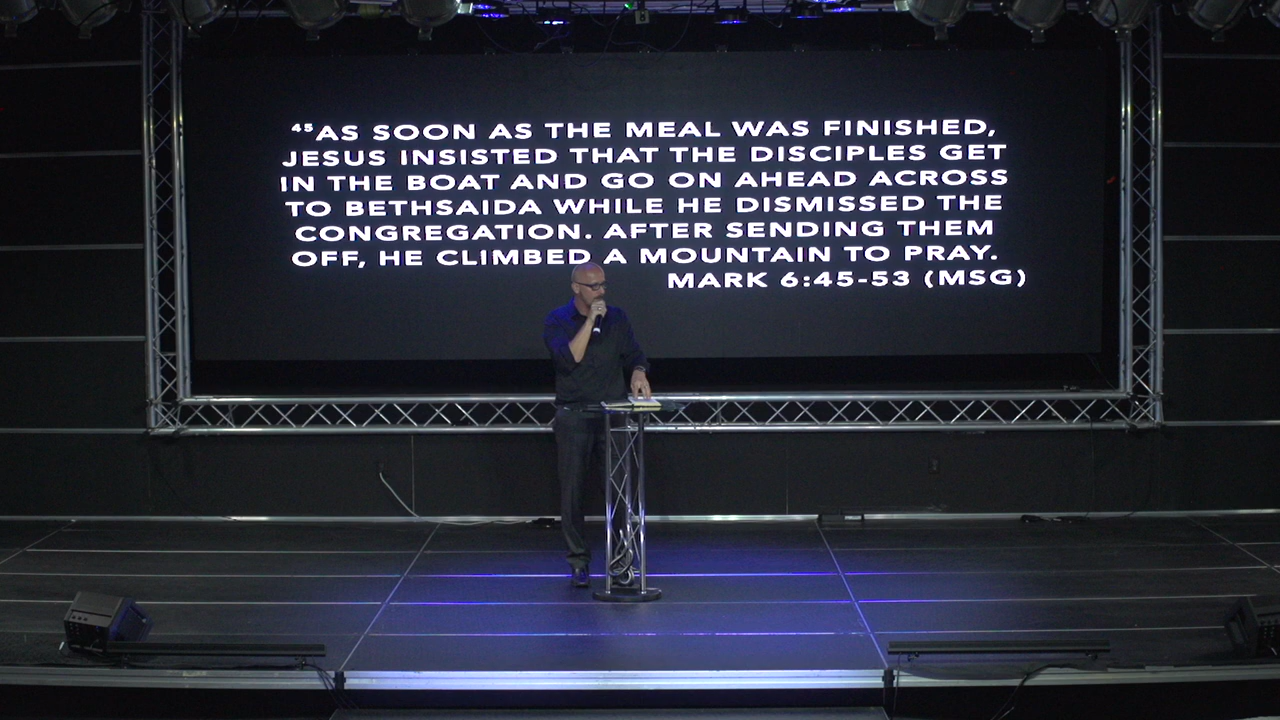 ⁴⁵AS SOON AS THE MEAL WAS FINISHED,
JESUS INSISTED THAT THE DISCIPLES GET
IN THE BOAT AND GO ON AHEAD ACROSS
TO BETHSAIDA WHILE HE DISMISSED THE
CONGREGATION. AFTER SENDING THEM
OFF, HE CLIMBED A MOUNTAIN TO PRAY.
MARK 6:45-53 (MSG)